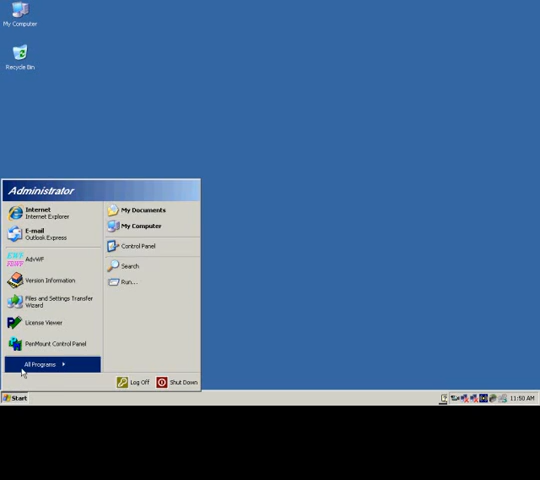 My Computer
Recycle Bin
Administrator
Internet
Internet Explorer
E-mail
Outlook Express
AdvWF
Version Information
Files and Settings Transfer
Wizard
License Viewer
PenMount Control Panel
All Programs
My Documents
My Computer
Control Panel
Search
Run...
Log Off
Shut Down
Start
11:50 AM